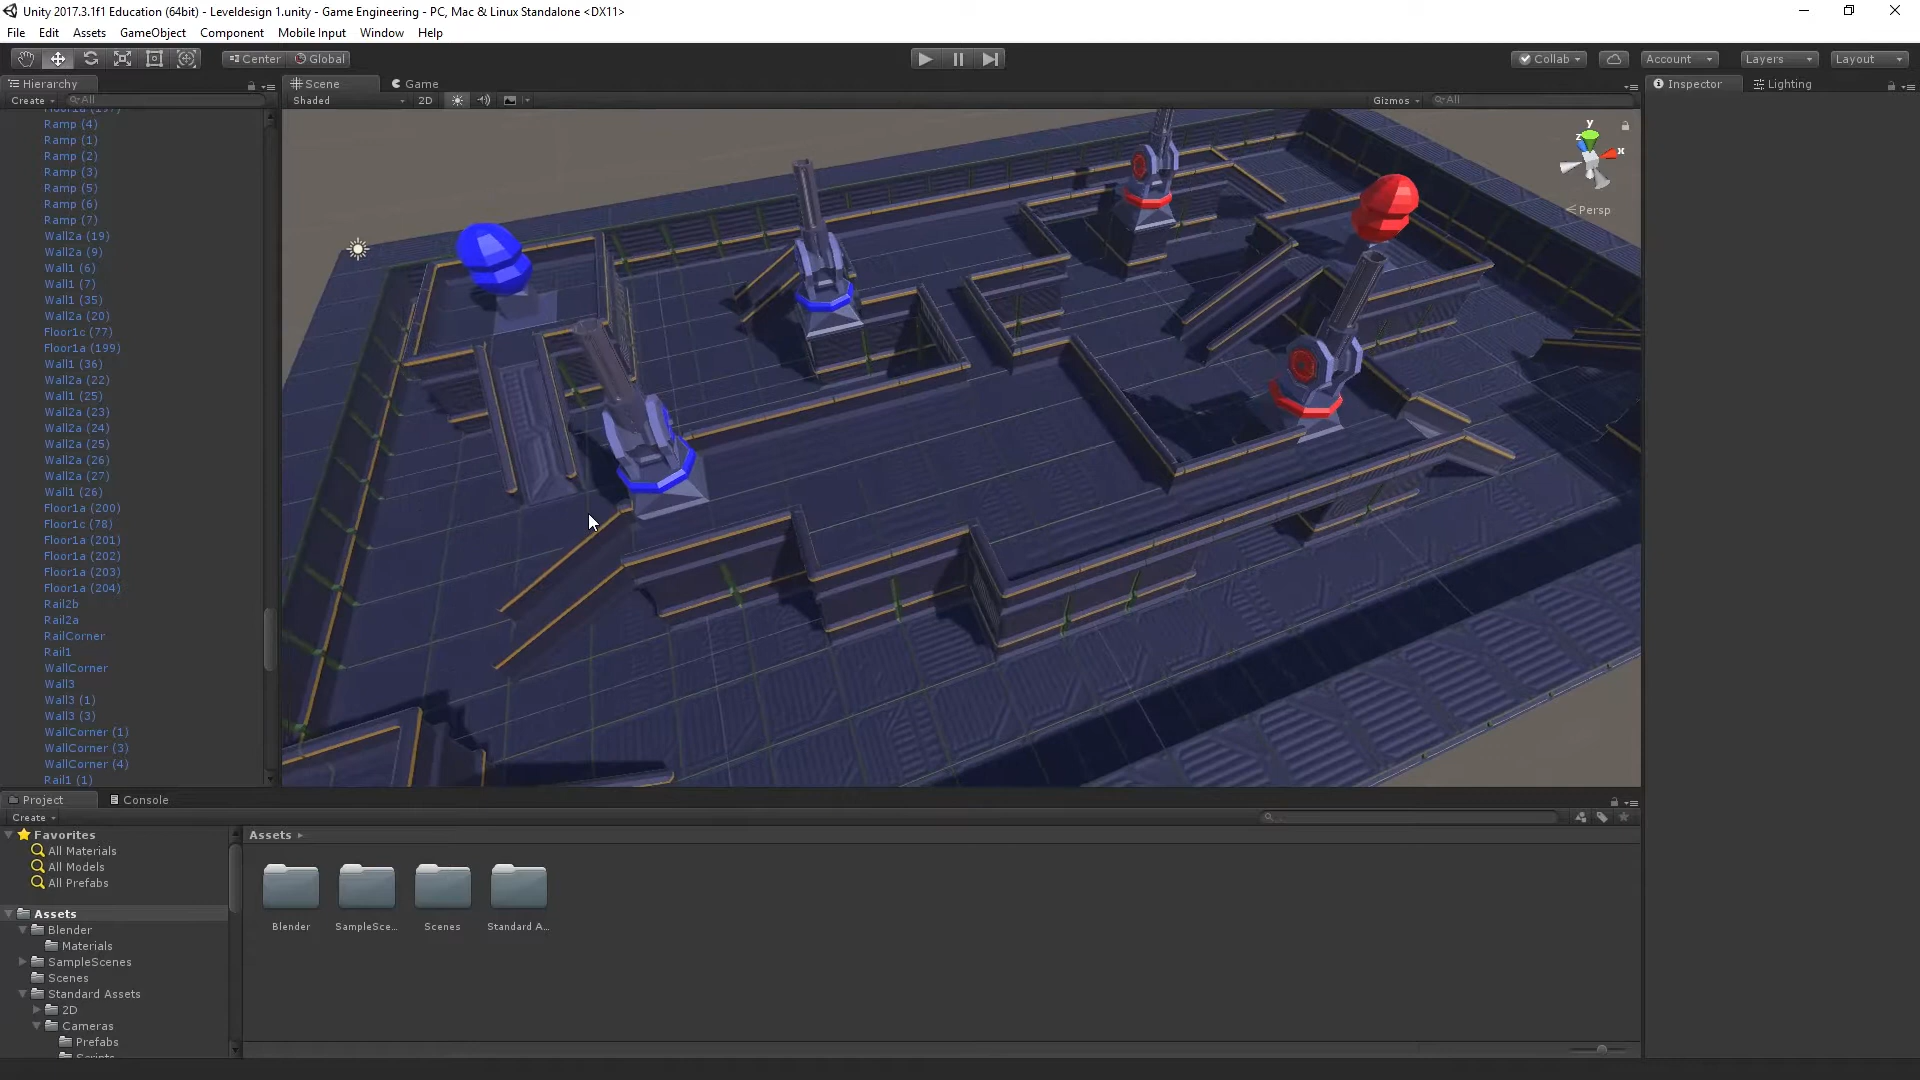 Unity 2017.3.1f1 Education (64bit) - Leveldesign 1.unity - Game Engineering - PC, Mac & Linux Standalone <DX11>
File Edit Assets GameObject Component Mobile Input Window Help
Center Global Collab Account Layers Layout
Hierarchy Scene Game Inspector Lighting
Create All Shaded 2D Gizmos All
Ramp (4)
Ramp (1)
Ramp (2)
Ramp (3)
Ramp (5)
Ramp (6)
Ramp (7)
Wall2a (19)
Wall2a (9)
Wall1 (6)
Wall1 (7)
Wall1 (35)
Wall2a (20)
Floor1c (77)
Floor1a (199)
Wall1 (36)
Wall2a (22)
Wall1 (25)
Wall2a (23)
Wall2a (24)
Wall2a (25)
Wall2a (26)
Wall2a (27)
Wall1 (26)
Floor1a (200)
Floor1c (78)
Floor1a (201)
Floor1a (202)
Floor1a (203)
Floor1a (204)
Rail2b
Rail2a
RailCorner
Rail1
WallCorner
Wall3
Wall3 (1)
Wall3 (3)
WallCorner (1)
WallCorner (3)
WallCorner (4)
Rail1 (1)
y
z
x
Persp
Project Console
Create
Favorites
All Materials
All Models
All Prefabs
Assets
Blender
Materials
SampleScenes
Scenes
Standard Assets
2D
Cameras
Prefabs
Assets
Blender SampleSce... Scenes Standard A...